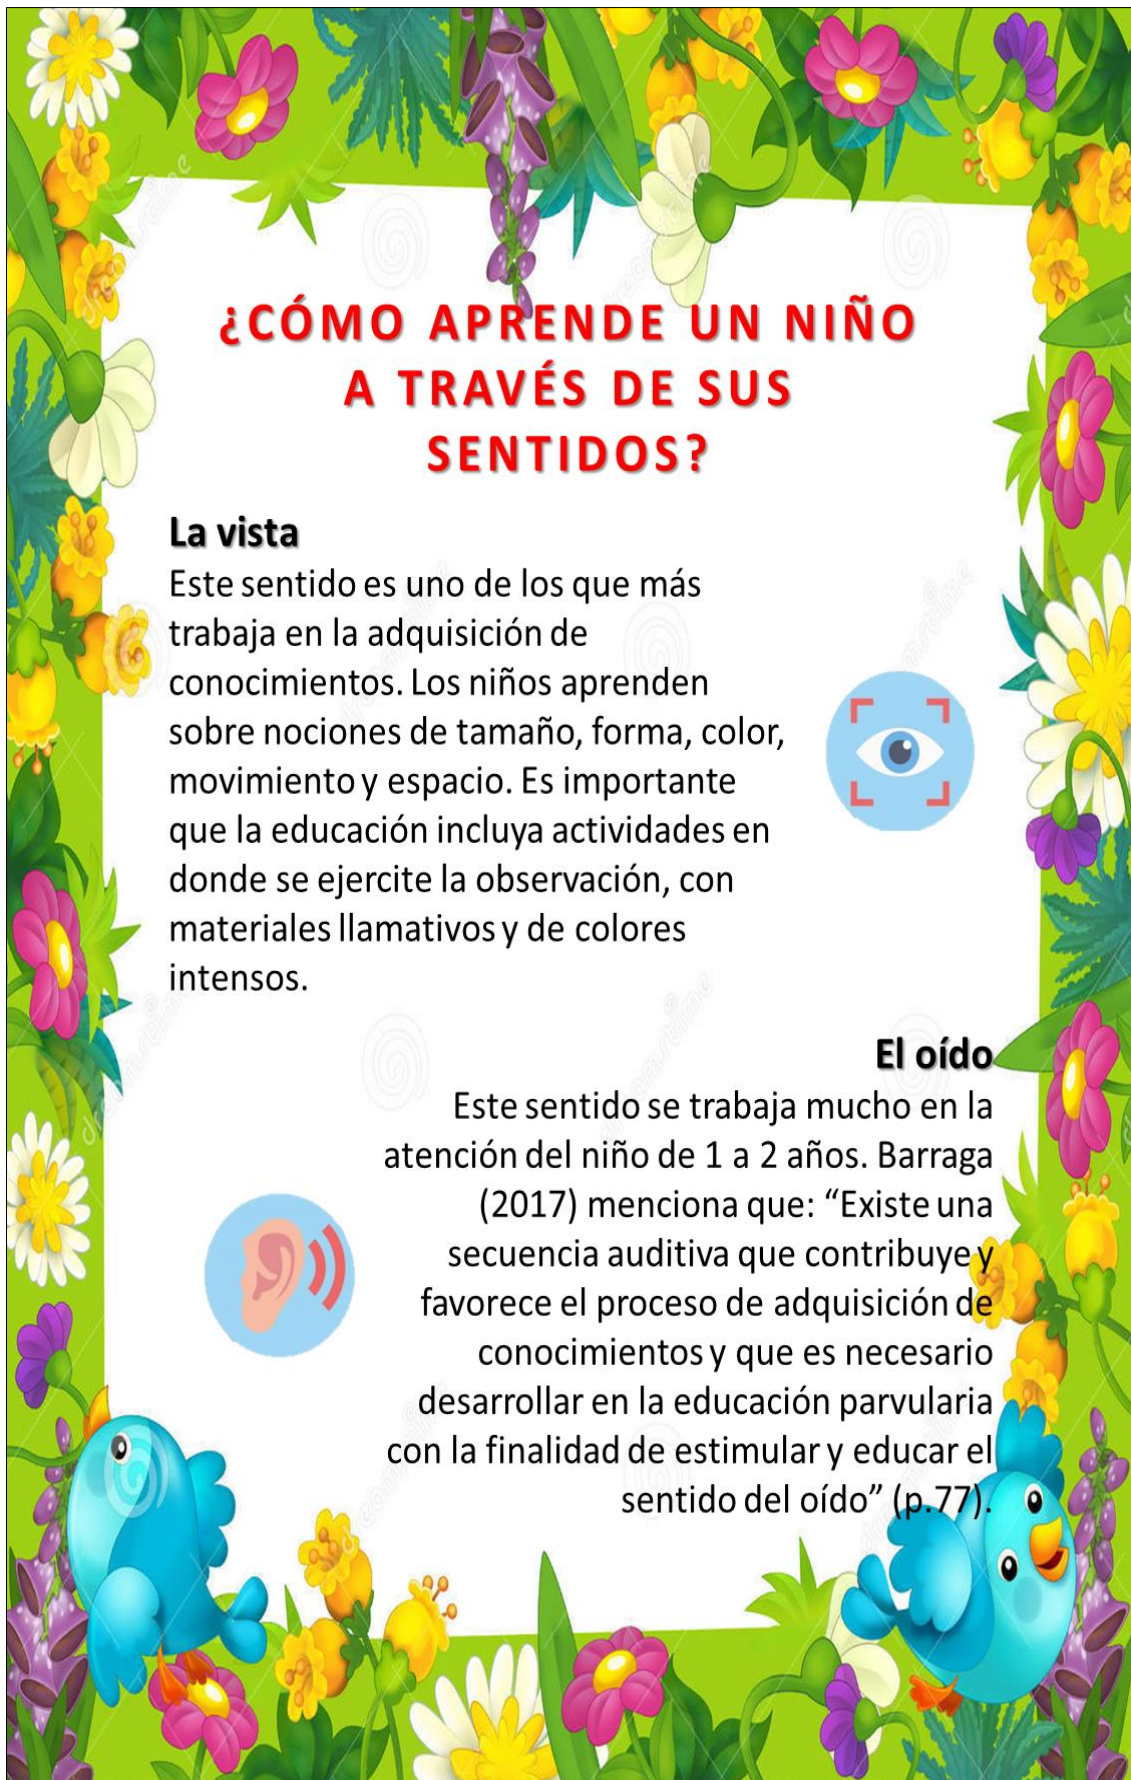 ¿CÓMO APRENDE UN NIÑO
A TRAVÉS DE SUS
SENTIDOS?
La vista
Este sentido es uno de los que más
trabaja en la adquisición de
conocimientos. Los niños aprenden
sobre nociones de tamaño, forma, color,
movimiento y espacio. Es importante
que la educación incluya actividades en
donde se ejercite la observación, con
materiales llamativos y de colores
intensos.
El oído
Este sentido se trabaja mucho en la
atención del niño de 1 a 2 años. Barraga
(2017) menciona que: “Existe una
secuencia auditiva que contribuye y
favorece el proceso de adquisición de
conocimientos y que es necesario
desarrollar en la educación parvularia
con la finalidad de estimular y educar el
sentido del oído” (p.77).